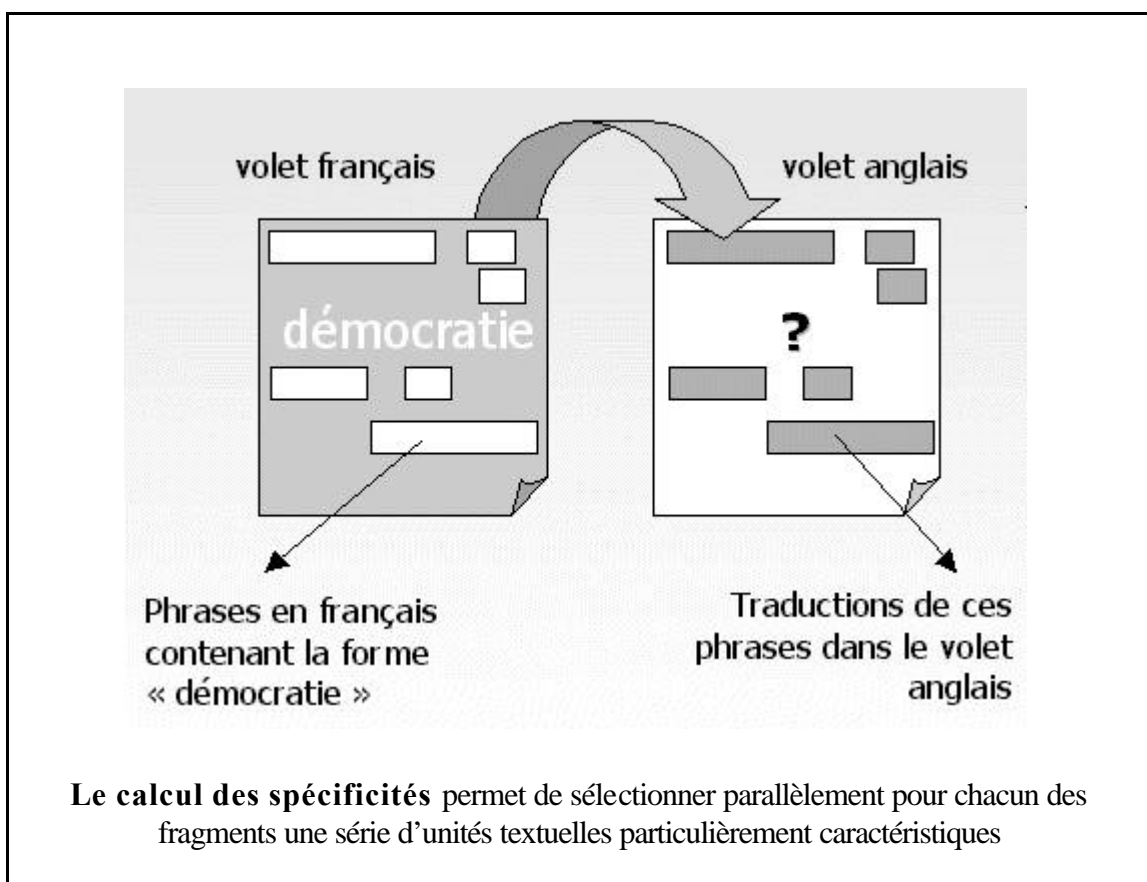 volet français
volet anglais
démocratie
?
Phrases en français
contenant la forme
« démocratie »
Traductions de ces
phrases dans le volet
anglais
Le calcul des spécificités permet de sélectionner parallèlement pour chacun des
fragments une série d’unités textuelles particulièrement caractéristiques